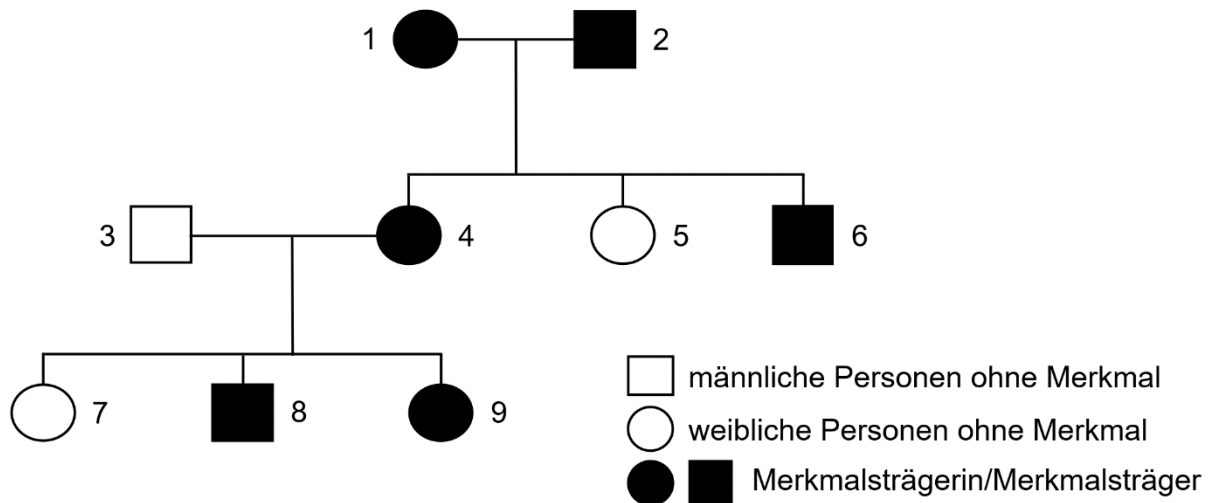 1 2
3 4 5 6
7 8 9
männliche Personen ohne Merkmal
weibliche Personen ohne Merkmal
Merkmalsträgerin/Merkmalsträger